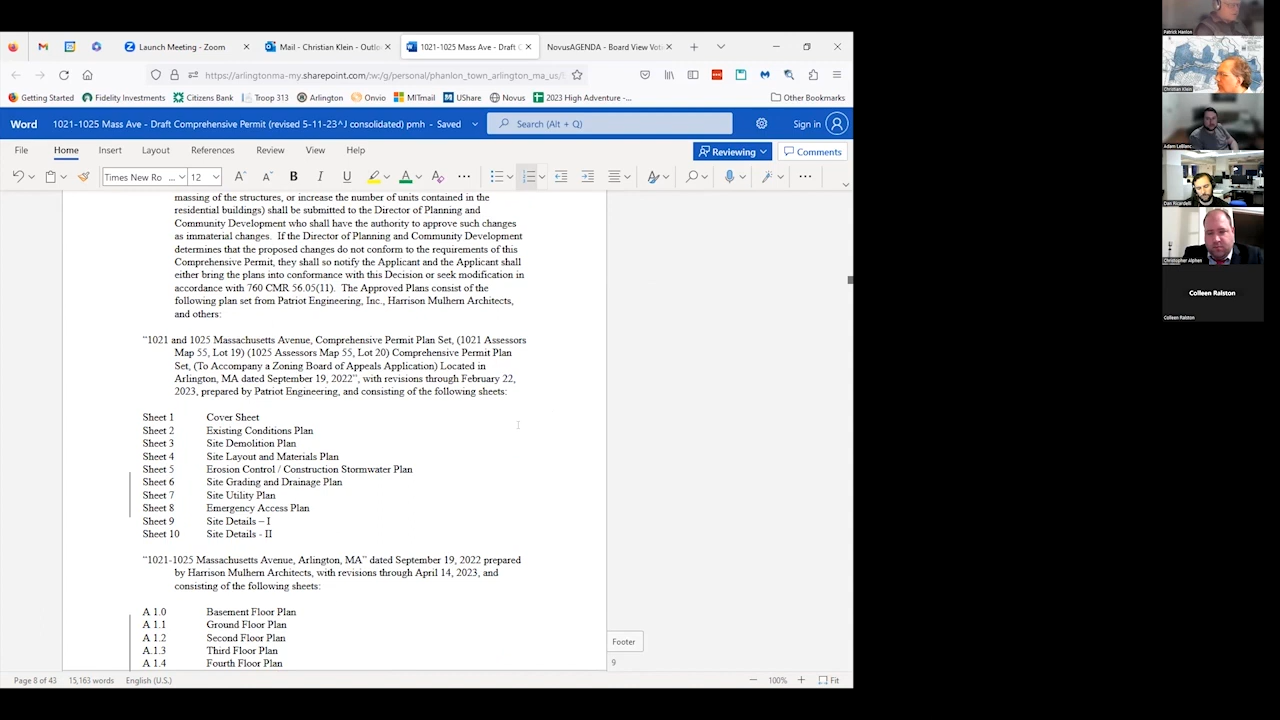 Launch Meeting - Zoom
Mail - Christian Klein - Outlo
1021-1025 Mass Ave - Draft C
NovusAGENDA - Board View Vot
https://arlingtonma-my.sharepoint.com/:w:/g/personal/phanlon_town_arlington_ma_us/
Getting Started
Fidelity Investments
Citizens Bank
Troop 313
Arlington
Onvio
MITmail
UShare
Novus
2023 High Adventure -...
Other Bookmarks
Word
1021-1025 Mass Ave - Draft Comprehensive Permit (revised 5-11-23^J consolidated) pmh - Saved
Search (Alt + Q)
Sign in
File
Home
Insert
Layout
References
Review
View
Help
Reviewing
Comments
Times New Ro ...
12
massing of the structures, or increase the number of units contained in the
residential buildings) shall be submitted to the Director of Planning and
Community Development who shall have the authority to approve such changes
as immaterial changes. If the Director of Planning and Community Development
determines that the proposed changes do not conform to the requirements of this
Comprehensive Permit, they shall so notify the Applicant and the Applicant shall
either bring the plans into conformance with this Decision or seek modification in
accordance with 760 CMR 56.05(11). The Approved Plans consist of the
following plan set from Patriot Engineering, Inc., Harrison Mulhern Architects,
and others:
“1021 and 1025 Massachusetts Avenue, Comprehensive Permit Plan Set, (1021 Assessors
Map 55, Lot 19) (1025 Assessors Map 55, Lot 20) Comprehensive Permit Plan
Set, (To Accompany a Zoning Board of Appeals Application) Located in
Arlington, MA dated September 19, 2022”, with revisions through February 22,
2023, prepared by Patriot Engineering, and consisting of the following sheets:
Sheet 1 Cover Sheet
Sheet 2 Existing Conditions Plan
Sheet 3 Site Demolition Plan
Sheet 4 Site Layout and Materials Plan
Sheet 5 Erosion Control / Construction Stormwater Plan
Sheet 6 Site Grading and Drainage Plan
Sheet 7 Site Utility Plan
Sheet 8 Emergency Access Plan
Sheet 9 Site Details – I
Sheet 10 Site Details - II
“1021-1025 Massachusetts Avenue, Arlington, MA” dated September 19, 2022 prepared
by Harrison Mulhern Architects, with revisions through April 14, 2023, and
consisting of the following sheets:
A 1.0 Basement Floor Plan
A 1.1 Ground Floor Plan
A 1.2 Second Floor Plan
A.1.3 Third Floor Plan
A 1.4 Fourth Floor Plan
Footer
9
Page 8 of 43
15,163 words
English (U.S.)
100%
Fit
Patrick Hanlon
Christian Klein
Adam LeBlanc
Dan Ricardelli
Christopher Alphen
Colleen Ralston
Colleen Ralston